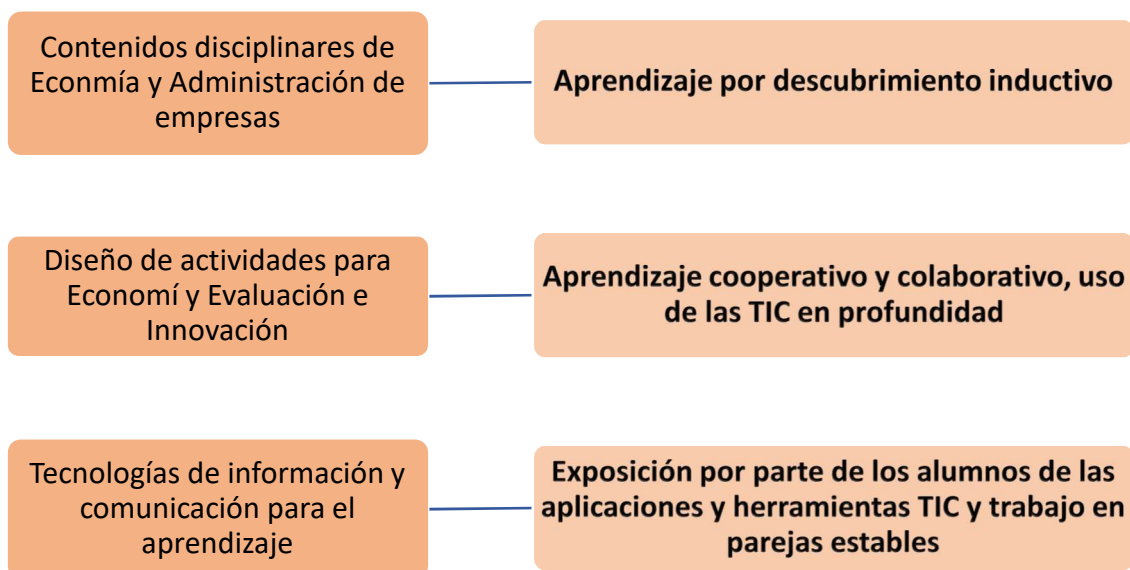 Contenidos disciplinares de
Econmía y Administración de
empresas
Aprendizaje por descubrimiento inductivo
Diseño de actividades para
Economí y Evaluación e
Innovación
Aprendizaje cooperativo y colaborativo, uso
de las TIC en profundidad
Tecnologías de información y
comunicación para el
aprendizaje
Exposición por parte de los alumnos de las
aplicaciones y herramientas TIC y trabajo en
parejas estables